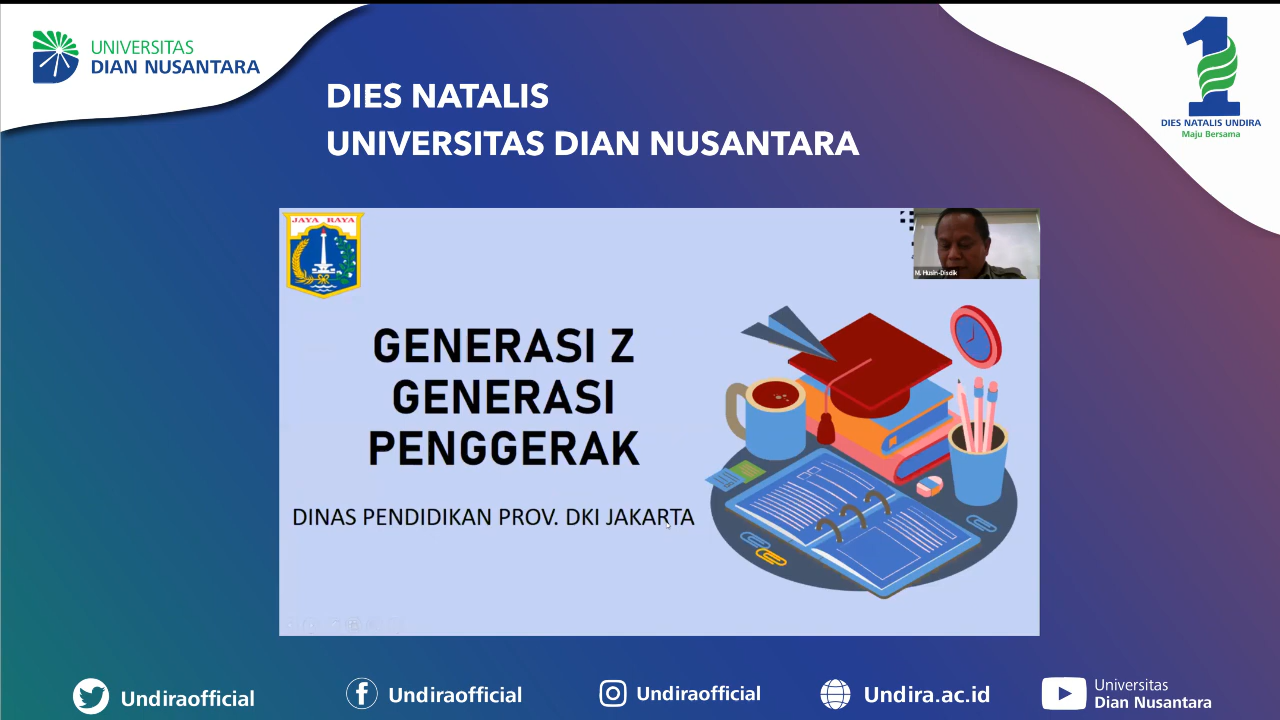 UNIVERSITAS
DIAN NUSANTARA
DIES NATALIS
UNIVERSITAS DIAN NUSANTARA
1
DIES NATALIS UNDIRA
Maju Bersama
JAYA RAYA
M. Husin-Disdik
GENERASI Z
GENERASI
PENGGERAK
DINAS PENDIDIKAN PROV. DKI JAKARTA
Undiraofficial
Undiraofficial
Undiraofficial
Undira.ac.id
Universitas
Dian Nusantara